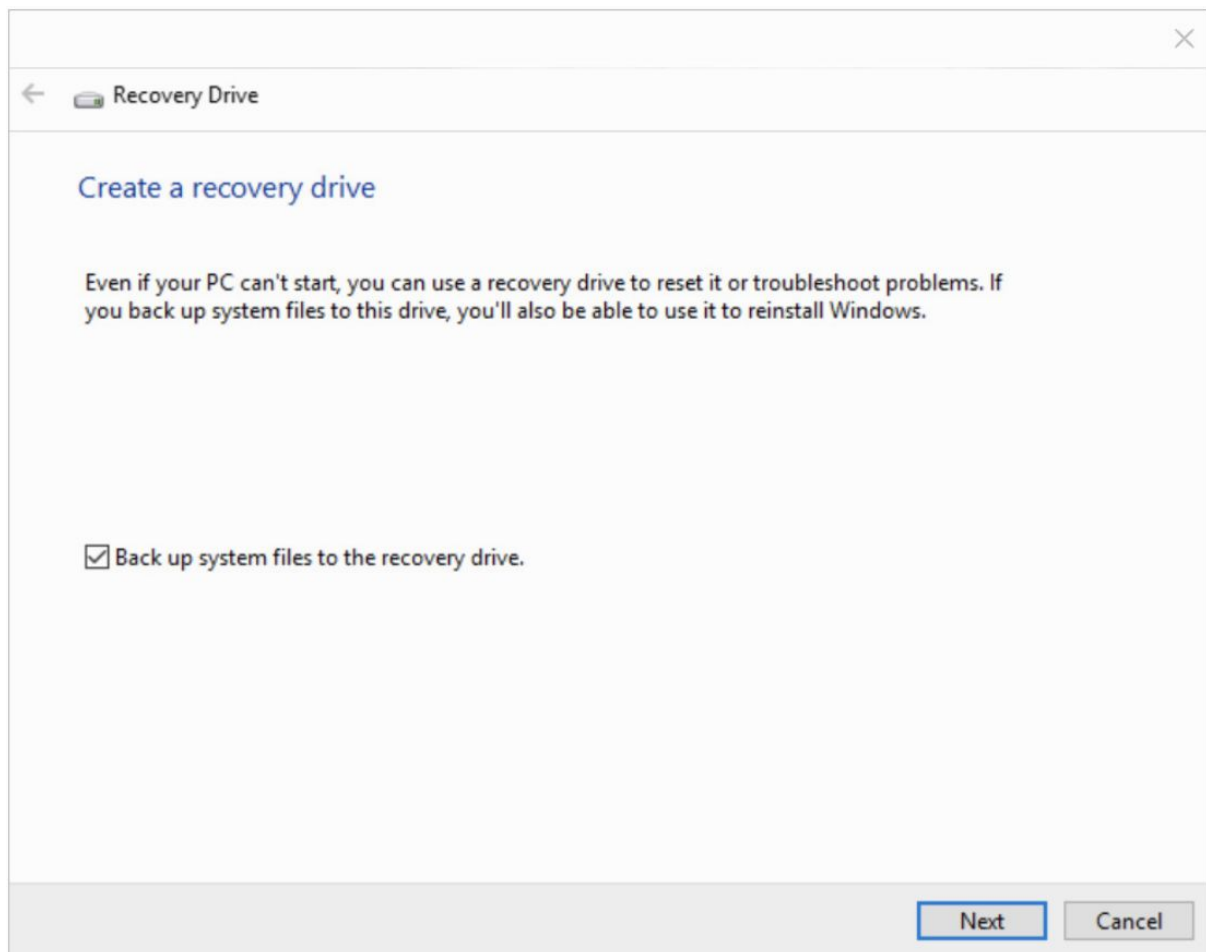 Recovery Drive
Create a recovery drive
Even if your PC can't start, you can use a recovery drive to reset it or troubleshoot problems. If
you back up system files to this drive, you'll also be able to use it to reinstall Windows.
Back up system files to the recovery drive.
Next Cancel